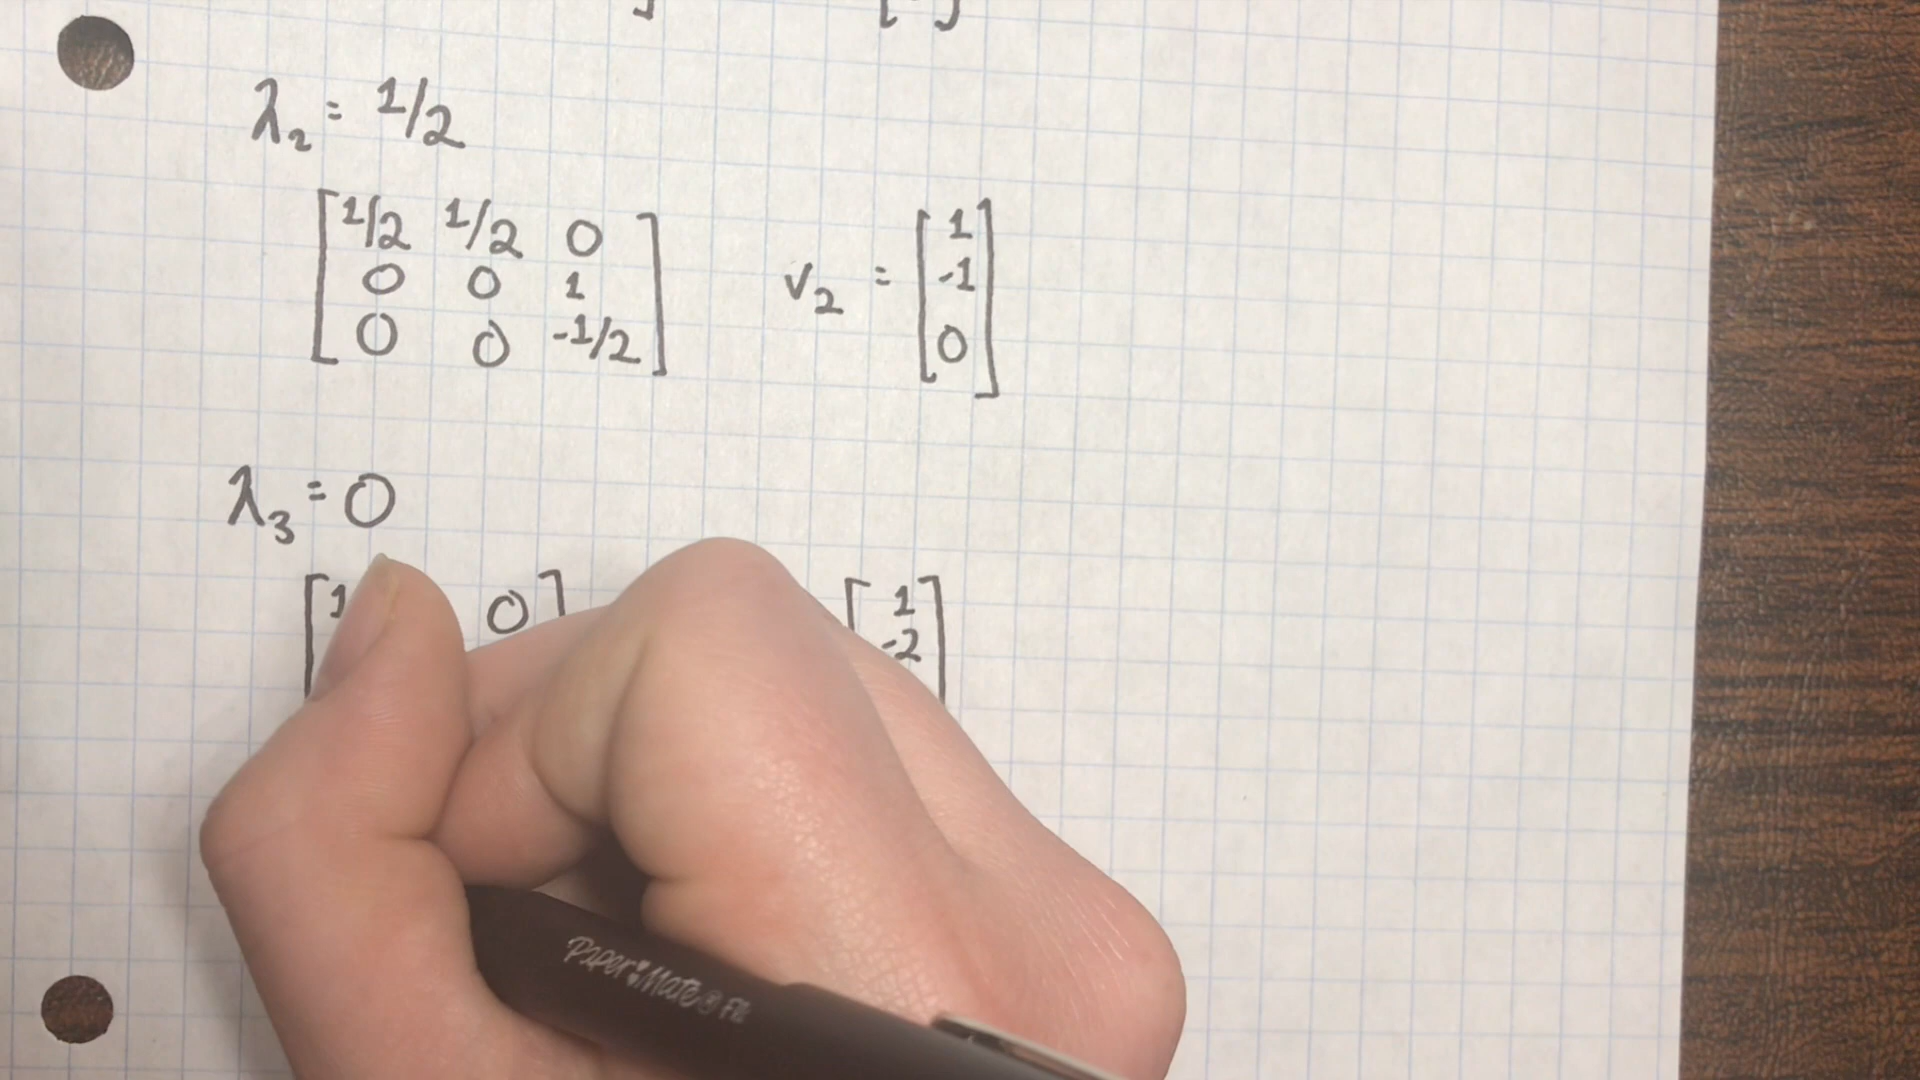 λ₂ = 1/2
[1/2 1/2 0
0 0 1
0 0 -1/2]
v₂ = [1
-1
0]
λ₃ = 0
[1 0]
[1
-2]
Paper Mate